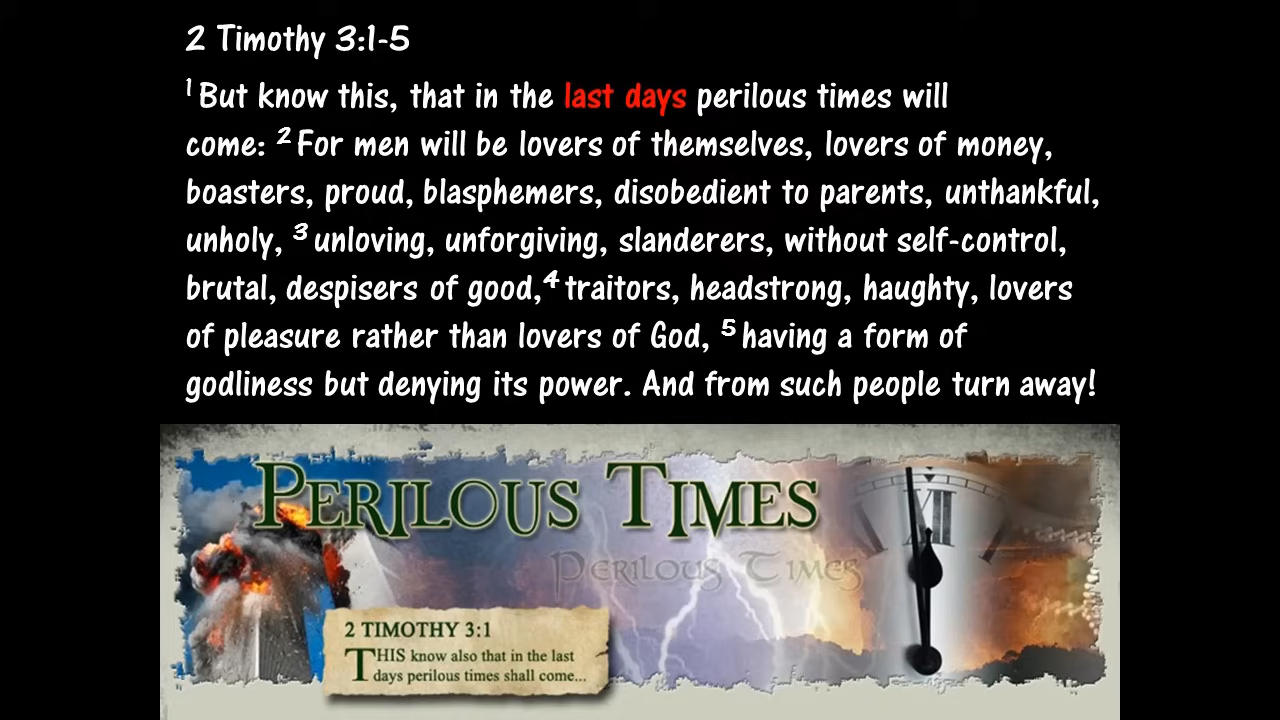 2 Timothy 3:1-5
1 But know this, that in the last days perilous times will
come: 2 For men will be lovers of themselves, lovers of money,
boasters, proud, blasphemers, disobedient to parents, unthankful,
unholy, 3 unloving, unforgiving, slanderers, without self-control,
brutal, despisers of good,4 traitors, headstrong, haughty, lovers
of pleasure rather than lovers of God, 5 having a form of
godliness but denying its power. And from such people turn away!
PERILOUS TIMES
PERILOUS TIMES
VII
2 TIMOTHY 3:1
THIS know also that in the last
days perilous times shall come...